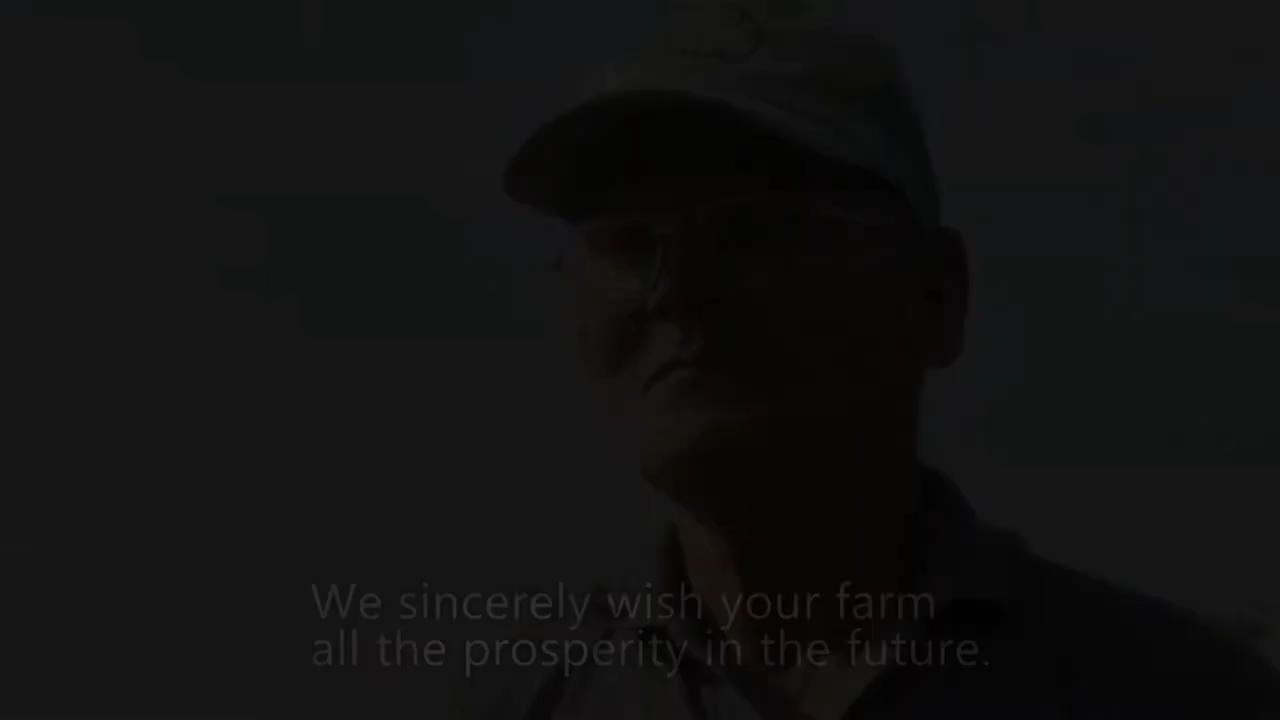 We sincerely wish your farm
all the prosperity in the future.